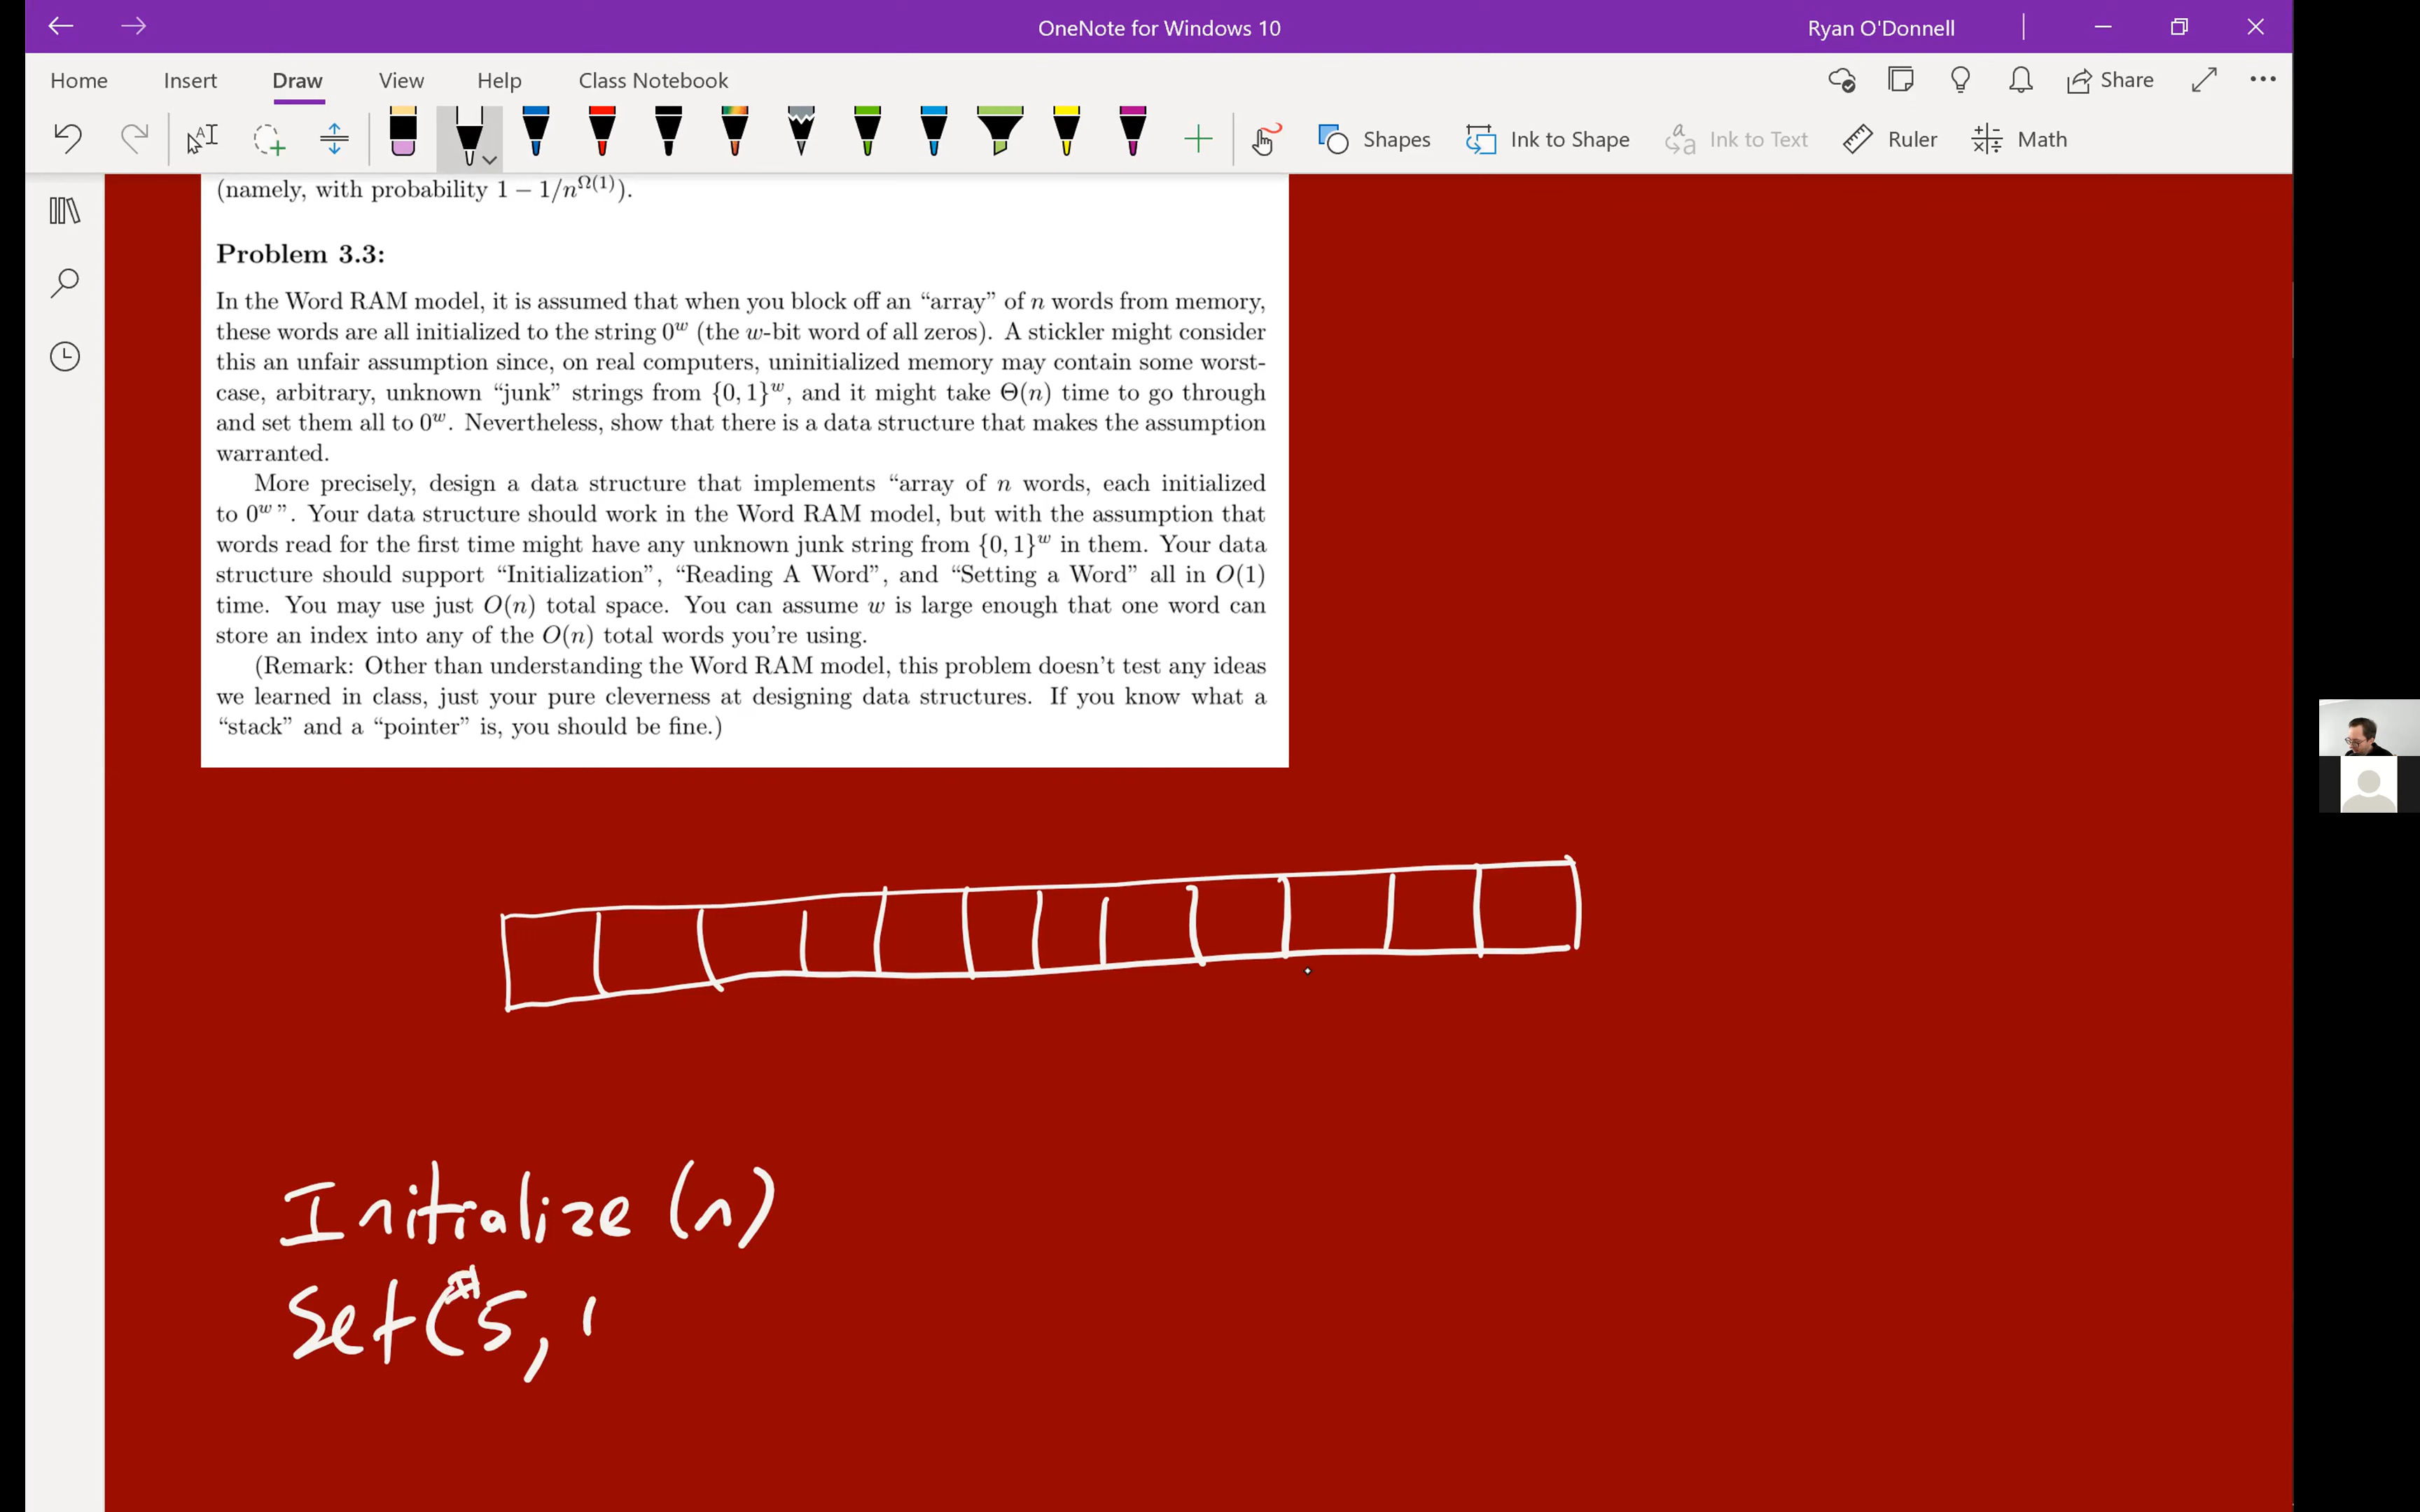 OneNote for Windows 10
Ryan O'Donnell
Home Insert Draw View Help Class Notebook
Share
Shapes Ink to Shape Ink to Text Ruler Math
(namely, with probability 1 − 1/n^Ω(1)).
Problem 3.3:
In the Word RAM model, it is assumed that when you block off an “array” of n words from memory,
these words are all initialized to the string 0^w (the w-bit word of all zeros). A stickler might consider
this an unfair assumption since, on real computers, uninitialized memory may contain some worst-
case, arbitrary, unknown “junk” strings from {0, 1}^w, and it might take Θ(n) time to go through
and set them all to 0^w. Nevertheless, show that there is a data structure that makes the assumption
warranted.
More precisely, design a data structure that implements “array of n words, each initialized
to 0^w ”. Your data structure should work in the Word RAM model, but with the assumption that
words read for the first time might have any unknown junk string from {0, 1}^w in them. Your data
structure should support “Initialization”, “Reading A Word”, and “Setting a Word” all in O(1)
time. You may use just O(n) total space. You can assume w is large enough that one word can
store an index into any of the O(n) total words you’re using.
(Remark: Other than understanding the Word RAM model, this problem doesn’t test any ideas
we learned in class, just your pure cleverness at designing data structures. If you know what a
“stack” and a “pointer” is, you should be fine.)
Initialize (n)
Set(#5, (